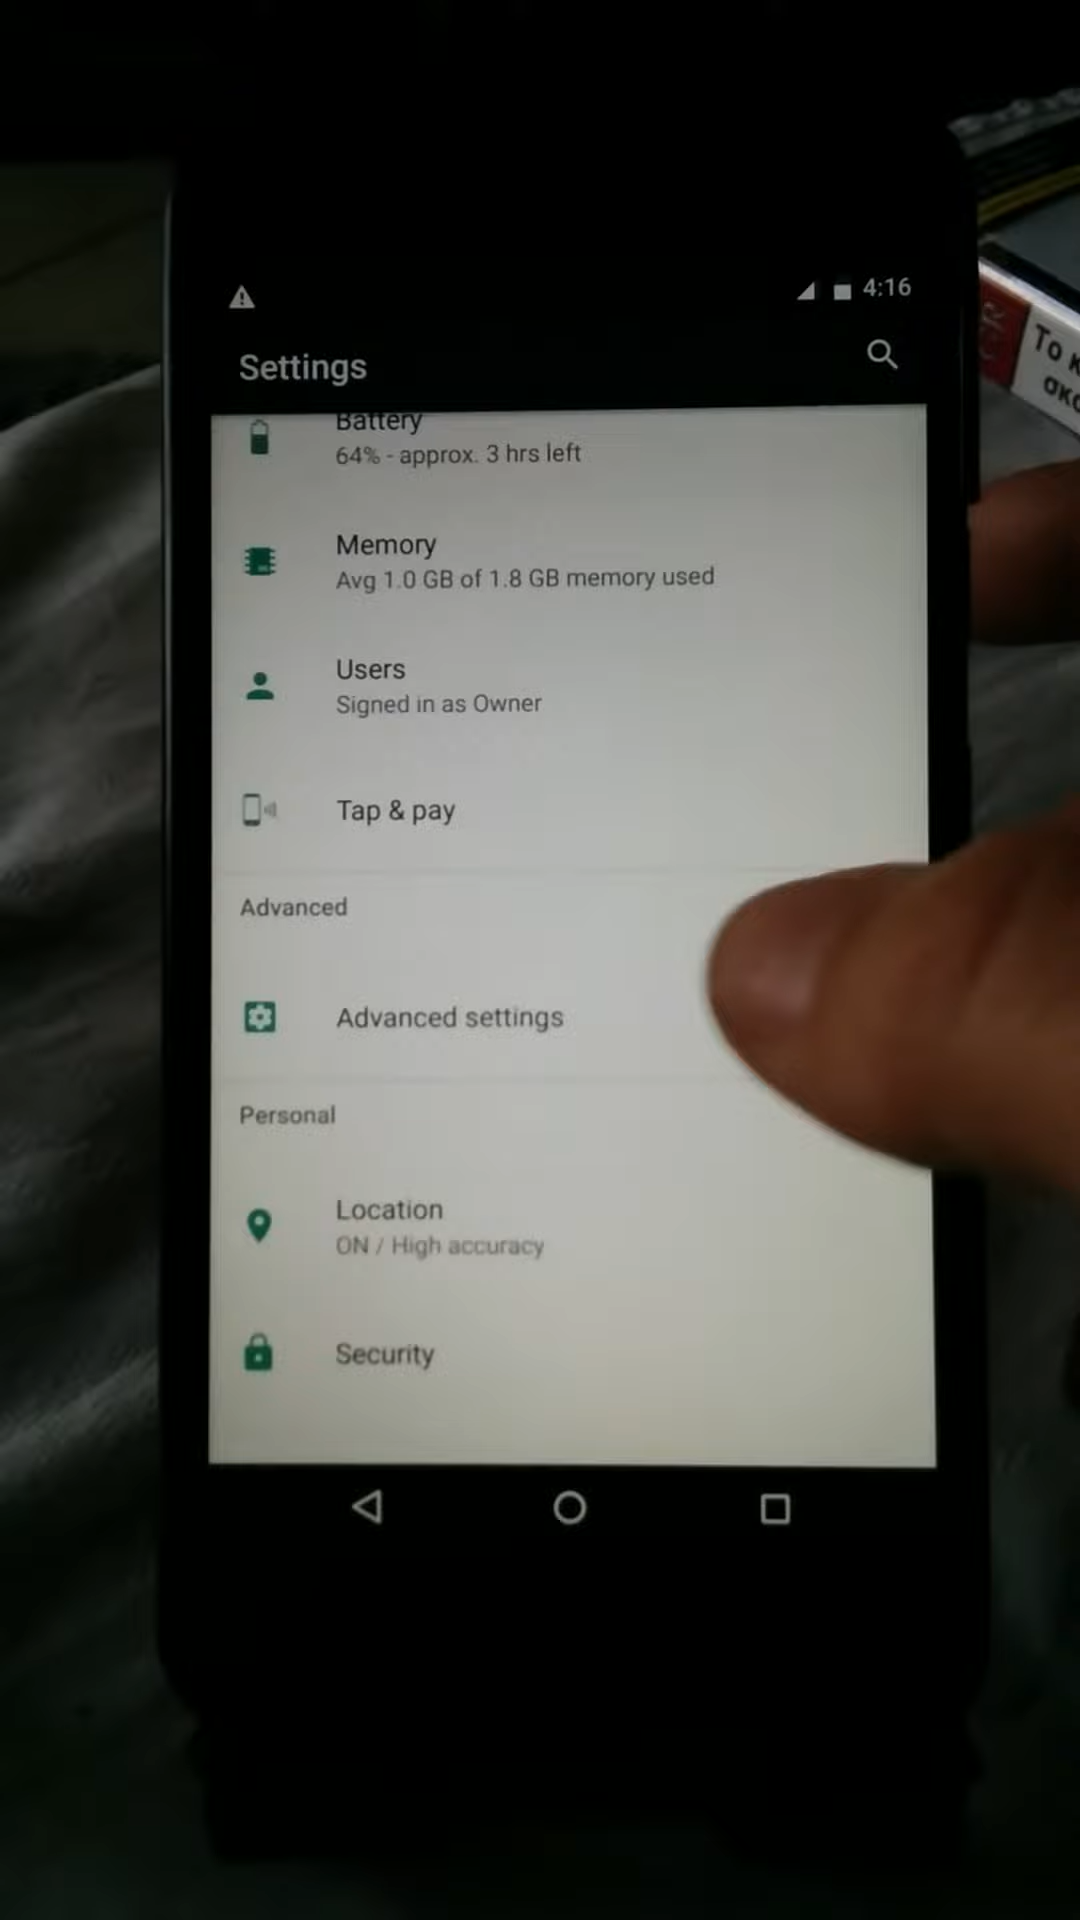 4:16
Settings
Battery
64% - approx. 3 hrs left
Memory
Avg 1.0 GB of 1.8 GB memory used
Users
Signed in as Owner
Tap & pay
Advanced
Advanced settings
Personal
Location
ON / High accuracy
Security
Το